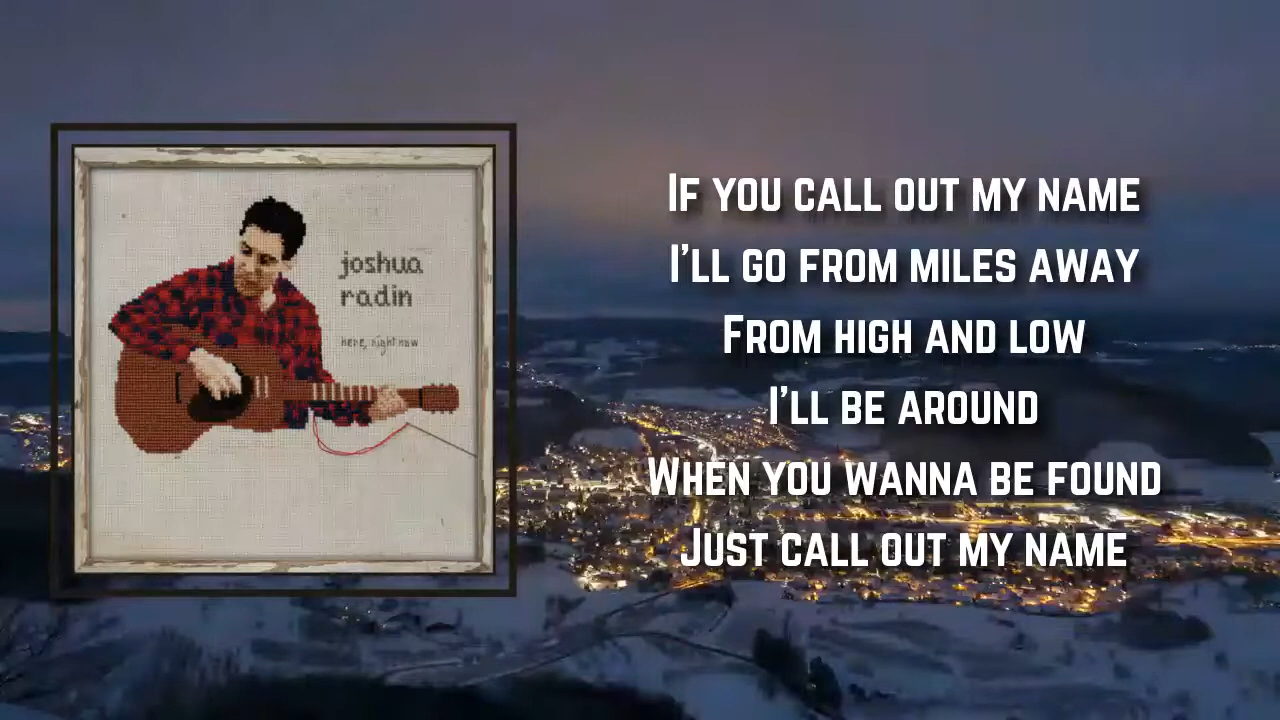 joshua
radin
here, right now
If you call out my name
I'll go from miles away
From high and low
I'll be around
When you wanna be found
Just call out my name